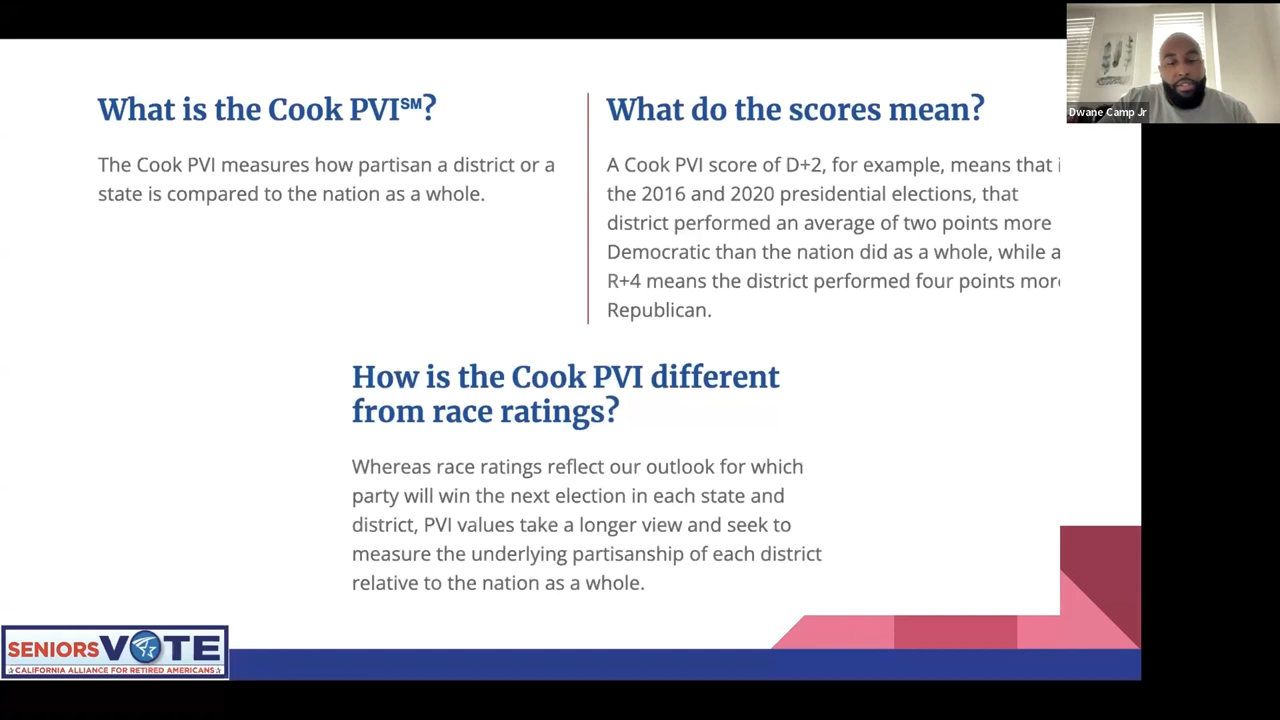 What is the Cook PVI℠?
The Cook PVI measures how partisan a district or a
state is compared to the nation as a whole.
What do the scores mean?
A Cook PVI score of D+2, for example, means that i
the 2016 and 2020 presidential elections, that
district performed an average of two points more
Democratic than the nation did as a whole, while a
R+4 means the district performed four points more
Republican.
How is the Cook PVI different
from race ratings?
Whereas race ratings reflect our outlook for which
party will win the next election in each state and
district, PVI values take a longer view and seek to
measure the underlying partisanship of each district
relative to the nation as a whole.
Dwane Camp Jr
SENIORS VOTE
CALIFORNIA ALLIANCE FOR RETIRED AMERICANS